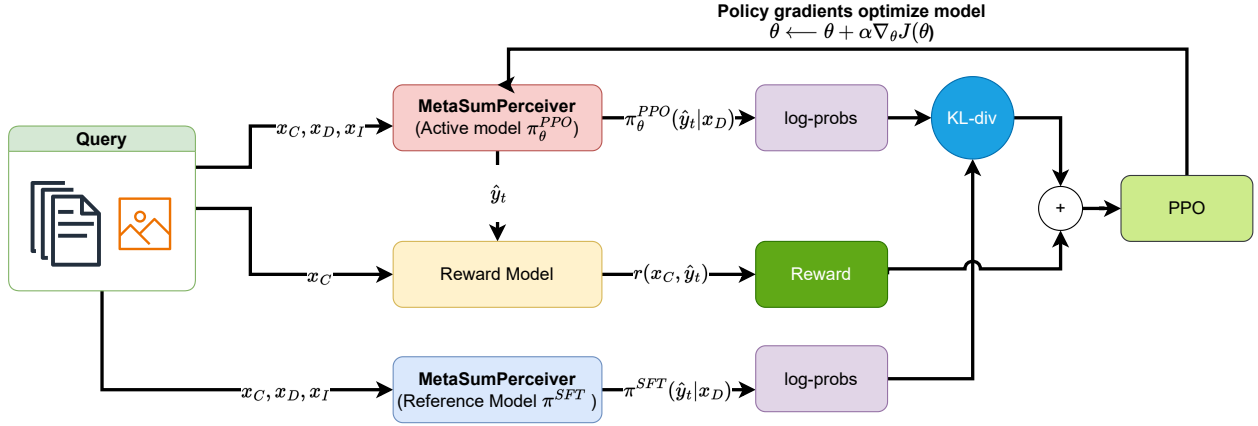 Policy gradients optimize model
θ ⟵ θ + α∇θJ(θ)
Query
x_C, x_D, x_I
MetaSumPerceiver
(Active model π_θ^{PPO})
π_θ^{PPO}(ŷ_t|x_D)
log-probs
KL-div
ŷ_t
+
PPO
x_C
Reward Model
r(x_C, ŷ_t)
Reward
x_C, x_D, x_I
MetaSumPerceiver
(Reference Model π^{SFT} )
π^{SFT}(ŷ_t|x_D)
log-probs